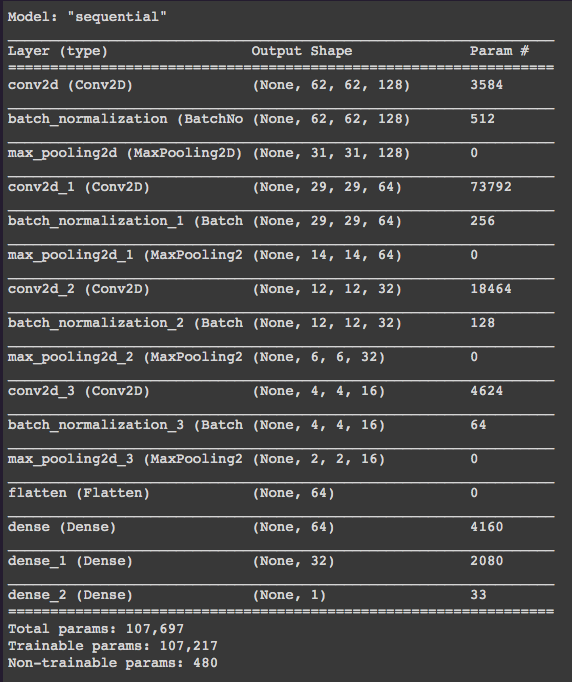 Model: "sequential"
Layer (type) Output Shape Param #
conv2d (Conv2D) (None, 62, 62, 128) 3584
batch_normalization (BatchNo (None, 62, 62, 128) 512
max_pooling2d (MaxPooling2D) (None, 31, 31, 128) 0
conv2d_1 (Conv2D) (None, 29, 29, 64) 73792
batch_normalization_1 (Batch (None, 29, 29, 64) 256
max_pooling2d_1 (MaxPooling2 (None, 14, 14, 64) 0
conv2d_2 (Conv2D) (None, 12, 12, 32) 18464
batch_normalization_2 (Batch (None, 12, 12, 32) 128
max_pooling2d_2 (MaxPooling2 (None, 6, 6, 32) 0
conv2d_3 (Conv2D) (None, 4, 4, 16) 4624
batch_normalization_3 (Batch (None, 4, 4, 16) 64
max_pooling2d_3 (MaxPooling2 (None, 2, 2, 16) 0
flatten (Flatten) (None, 64) 0
dense (Dense) (None, 64) 4160
dense_1 (Dense) (None, 32) 2080
dense_2 (Dense) (None, 1) 33
Total params: 107,697
Trainable params: 107,217
Non-trainable params: 480